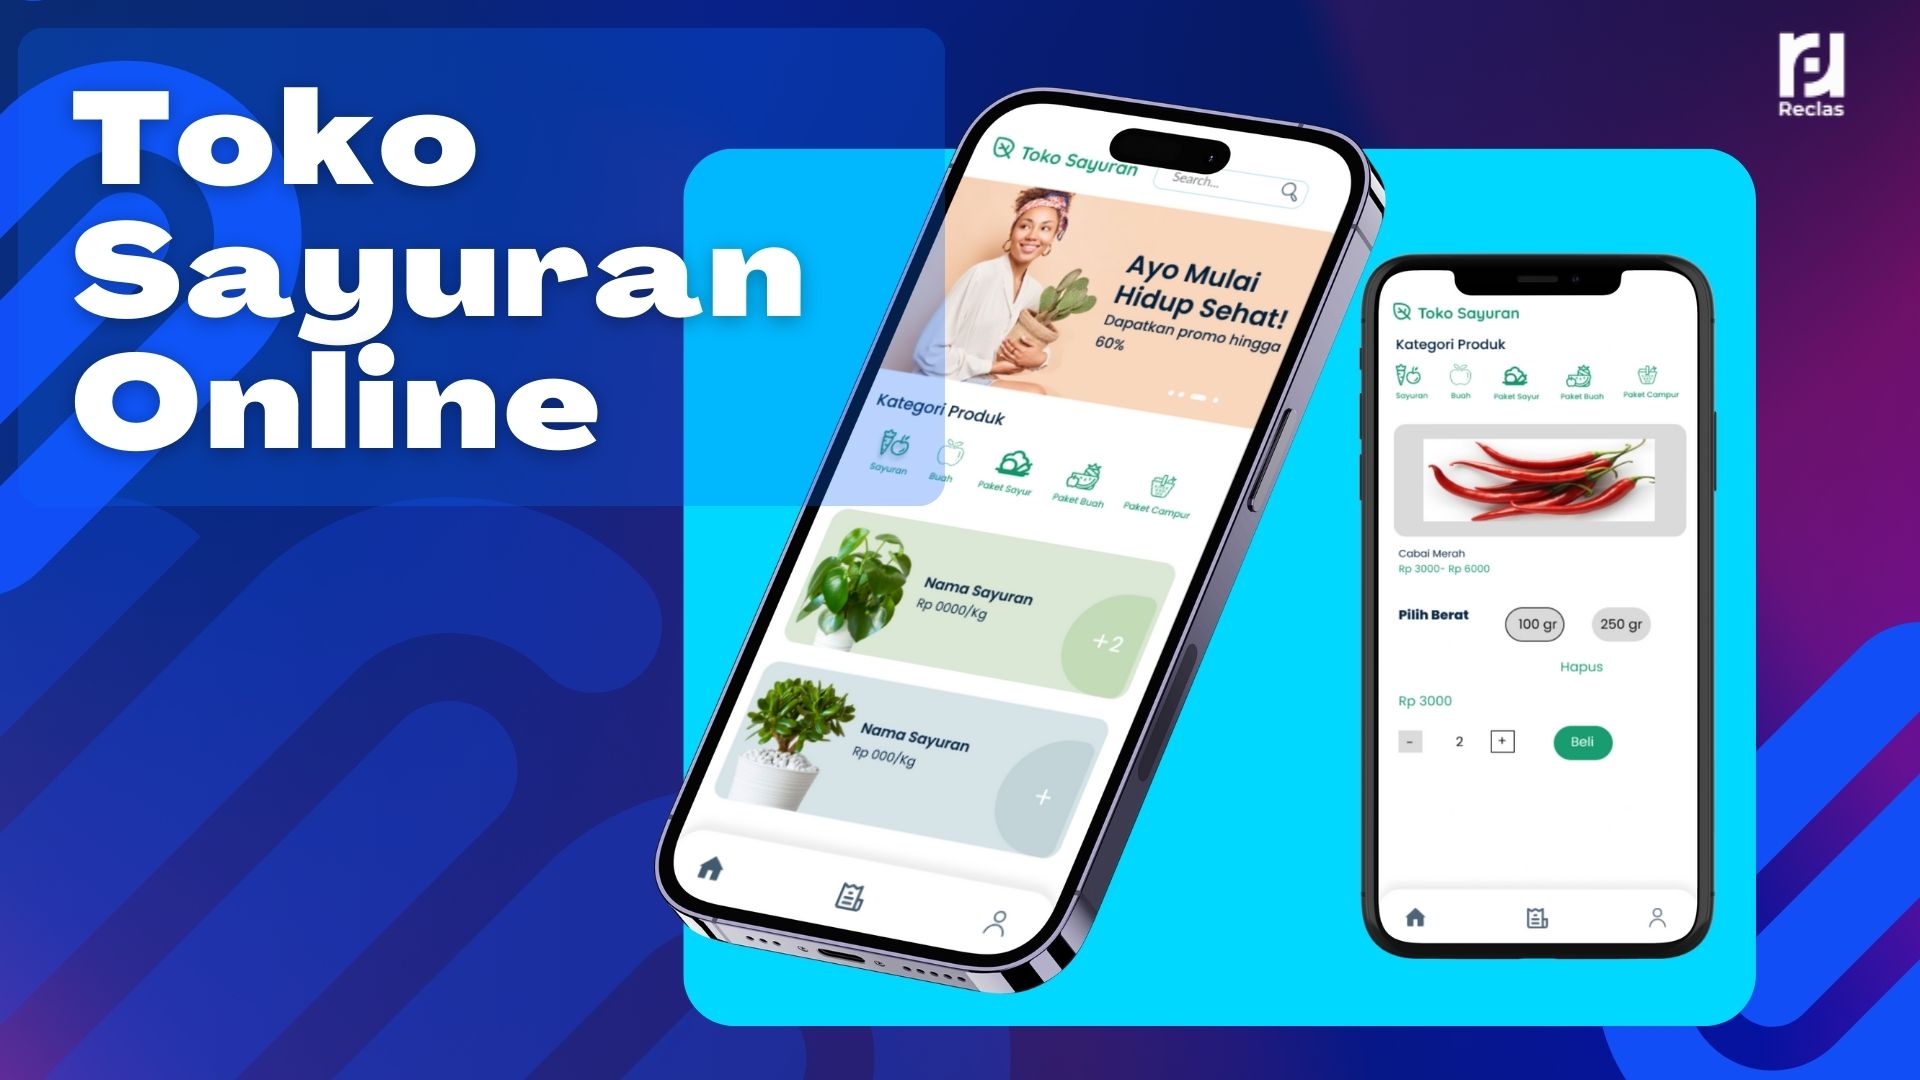 Toko
Sayuran
Online
Reclas
Toko Sayuran
Search...
Ayo Mulai
Hidup Sehat!
Dapatkan promo hingga
60%
Kategori Produk
Sayuran
Buah
Paket Sayur
Paket Buah
Paket Campur
Nama Sayuran
Rp 0000/Kg
+2
Nama Sayuran
Rp 000/Kg
+
Toko Sayuran
Kategori Produk
Sayuran
Buah
Paket Sayur
Paket Buah
Paket Campur
Cabai Merah
Rp 3000- Rp 6000
Pilih Berat
100 gr
250 gr
Hapus
Rp 3000
-
2
+
Beli